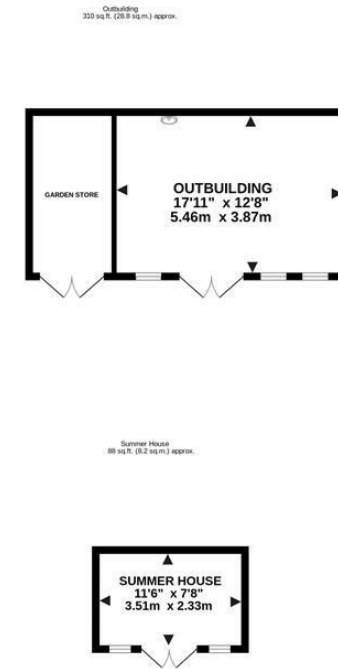 Outbuilding
310 sq.ft. (28.8 sq.m.) approx.
GARDEN STORE
OUTBUILDING
17'11" x 12'8"
5.46m x 3.87m
Summer House
88 sq.ft. (8.2 sq.m.) approx.
SUMMER HOUSE
11'6" x 7'8"
3.51m x 2.33m